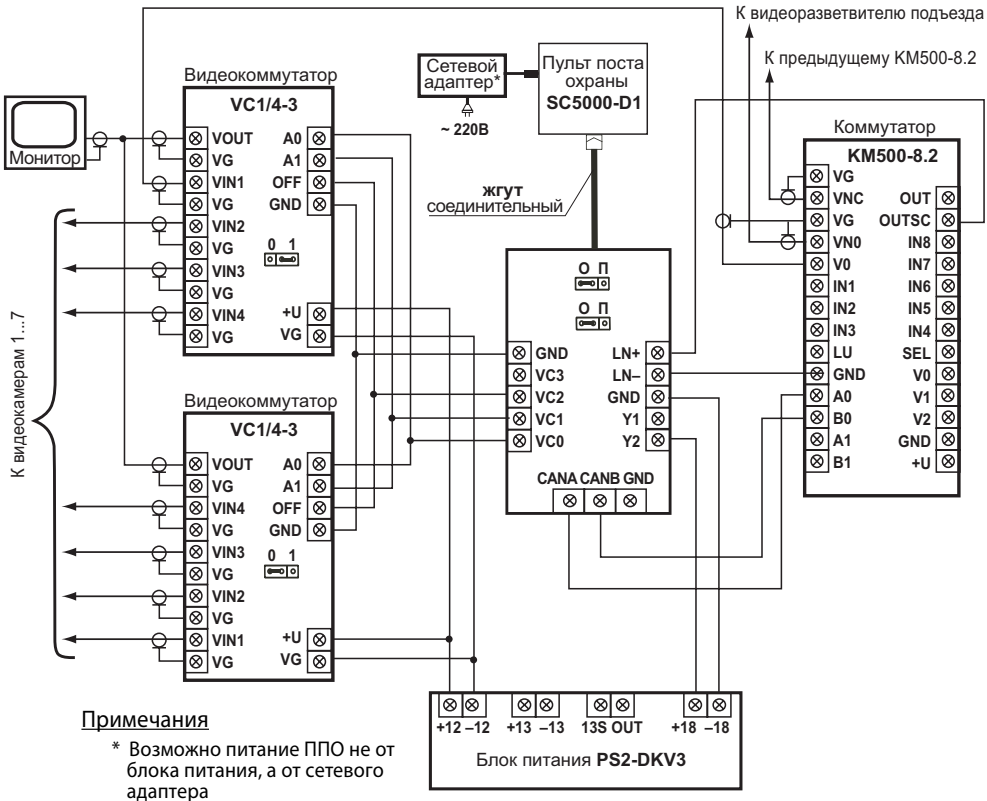 К видеоразветвителю подъезда
К предыдущему КМ500-8.2
Сетевой
адаптер*
~ 220В
Пульт поста
охраны
SC5000-D1
жгут
соединительный
Монитор
Видеокоммутатор
VC1/4-3
VOUT
VG
VIN1
VG
VIN2
VG
VIN3
VG
VIN4
VG
A0
A1
OFF
GND
0 1
+U
VG
К видеокамерам 1...7
Видеокоммутатор
VC1/4-3
VOUT
VG
VIN4
VG
VIN3
VG
VIN2
VG
VIN1
VG
A0
A1
OFF
GND
0 1
+U
VG
О П
О П
GND
VC3
VC2
VC1
VC0
LN+
LN–
GND
Y1
Y2
CANA CANB GND
Коммутатор
КМ500-8.2
VG
VNC
VG
VN0
V0
IN1
IN2
IN3
LU
GND
A0
B0
A1
B1
OUT
OUTSC
IN8
IN7
IN6
IN5
IN4
SEL
V0
V1
V2
GND
+U
+12 –12 +13 –13 13S OUT +18 –18
Блок питания PS2-DKV3
Примечания
* Возможно питание ППО не от
блока питания, а от сетевого
адаптера